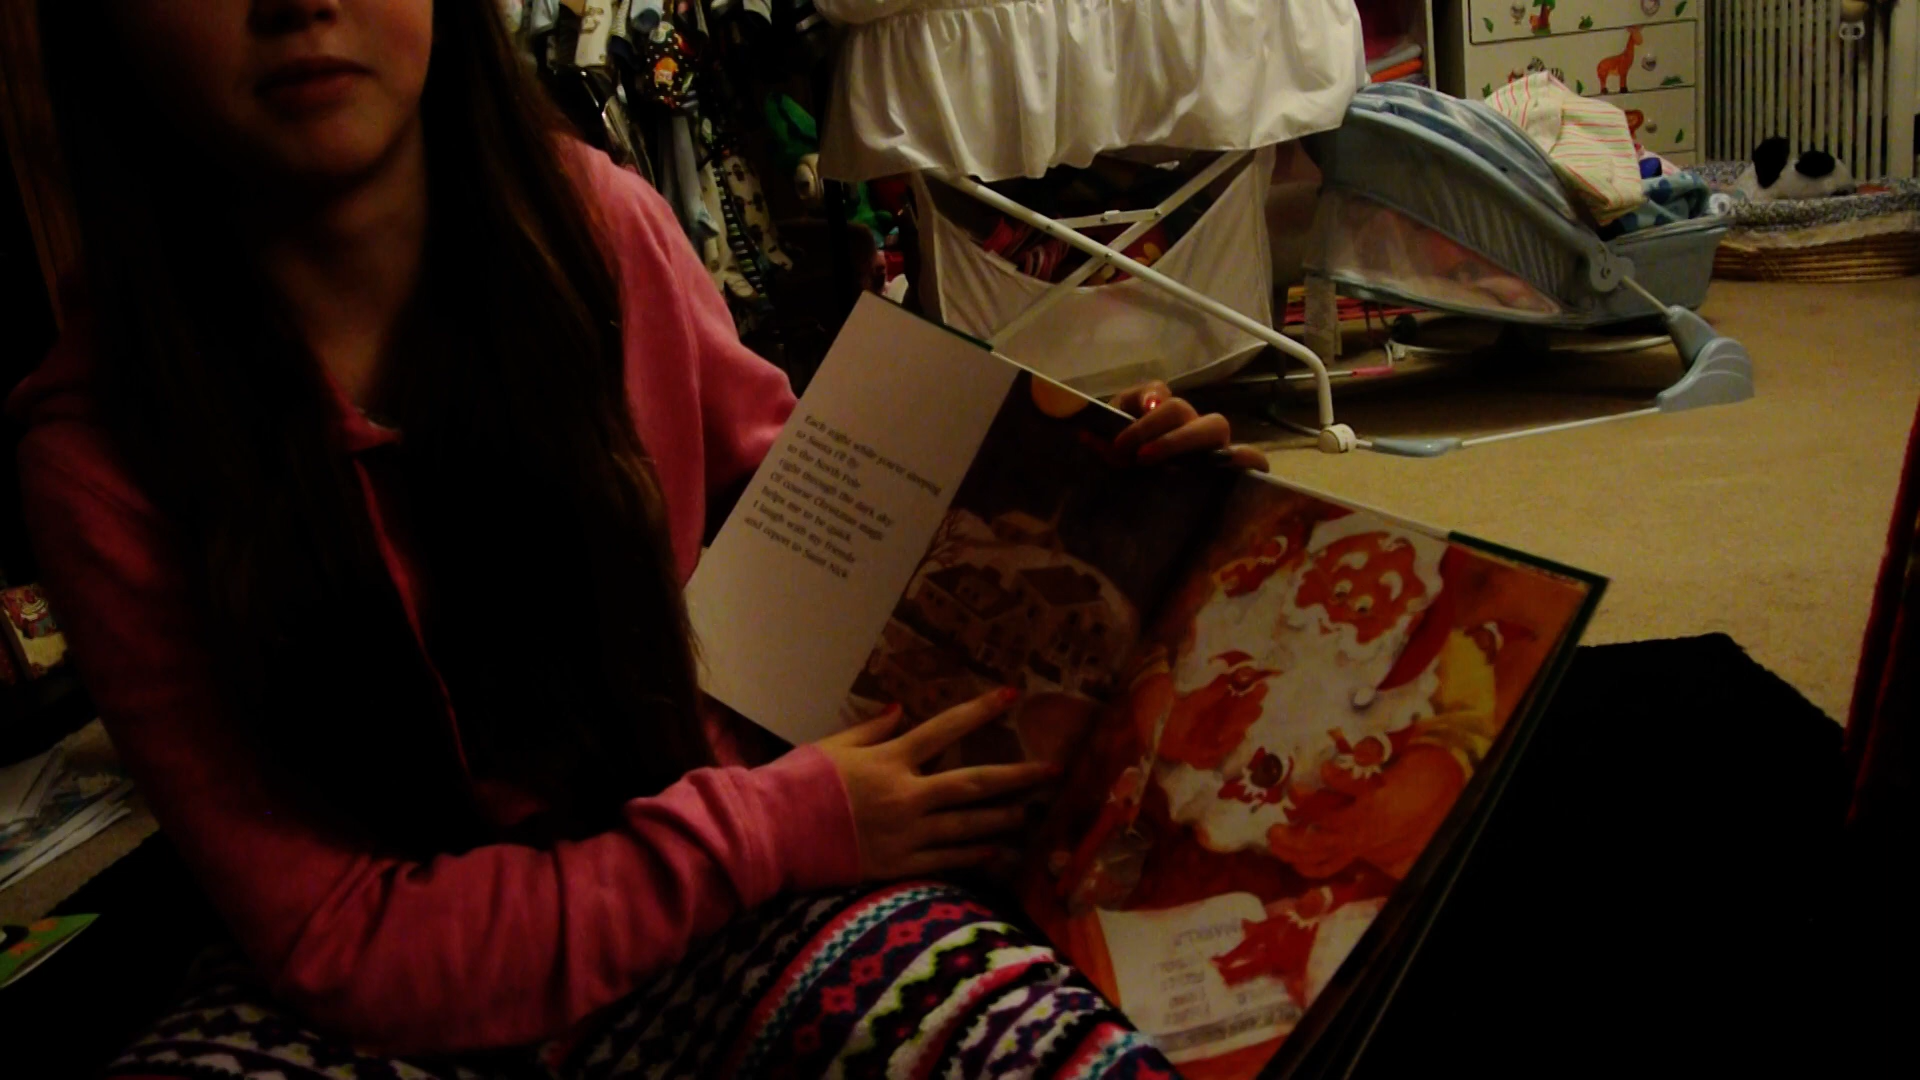 Each night while you're sleeping
to Santa I'll fly
to the North Pole
right through the dark sky
Of course Christmas magic
helps me to be quick
I laugh with my friends
and report to Saint Nick